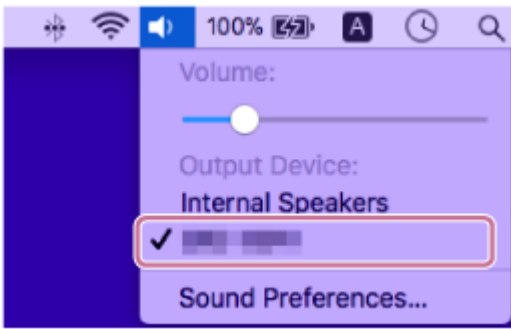 100% A
Volume:
Output Device:
Internal Speakers
Sound Preferences...